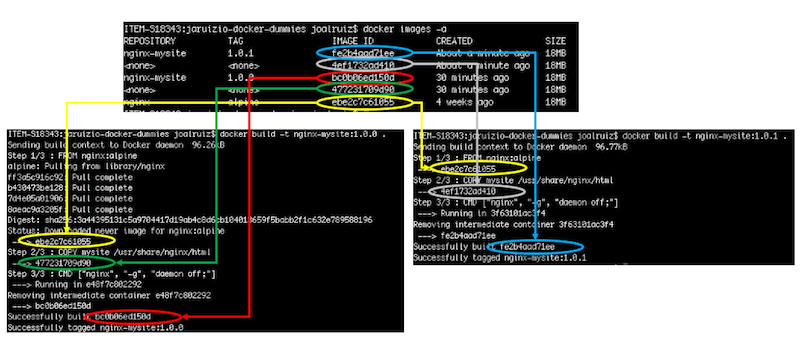 ITEM-S18343:jaruizio-docker-dummies joalruiz$ docker images -a
REPOSITORY TAG IMAGE ID CREATED SIZE
nginx-mysite 1.0.1 fe2b4aad71ee About a minute ago 18MB
<none> <none> 4ef1732ad410 About a minute ago 18MB
nginx-mysite 1.0.0 bc0b06ed150d 30 minutes ago 18MB
<none> <none> 477231709d90 30 minutes ago 18MB
nginx alpine ebe2c7c61055 4 weeks ago 18MB
ITEM-S18343:jaruizio-docker-dummies joalruiz$
ITEM-S18343:jaruizio-docker-dummies joalruiz$ docker build -t nginx-mysite:1.0.0 .
Sending build context to Docker daemon 96.26kB
Step 1/3 : FROM nginx:alpine
alpine: Pulling from library/nginx
ff3a5c916c92: Pull complete
b430473be128: Pull complete
7d4e05a01906: Pull complete
8aeac9a3205f: Pull complete
Digest: 
Status: Downloaded newer image for nginx:alpine
---> ebe2c7c61055
Step 2/3 : COPY mysite /usr/share/nginx/html
---> 477231709d90
Step 3/3 : CMD ["nginx", "-g", "daemon off;"]
---> Running in e48f7c802292
Removing intermediate container e48f7c802292
---> bc0b06ed150d
Successfully built bc0b06ed150d
Successfully tagged nginx-mysite:1.0.0
ITEM-S18343:jaruizio-docker-dummies joalruiz$ docker build -t nginx-mysite:1.0.1 .
Sending build context to Docker daemon 96.77kB
Step 1/3 : FROM nginx:alpine
---> ebe2c7c61055
Step 2/3 : COPY mysite /usr/share/nginx/html
---> 4ef1732ad410
Step 3/3 : CMD ["nginx", "-g", "daemon off;"]
---> Running in 3f63101ac3f4
Removing intermediate container 3f63101ac3f4
---> fe2b4aad71ee
Successfully built fe2b4aad71ee
Successfully tagged nginx-mysite:1.0.1